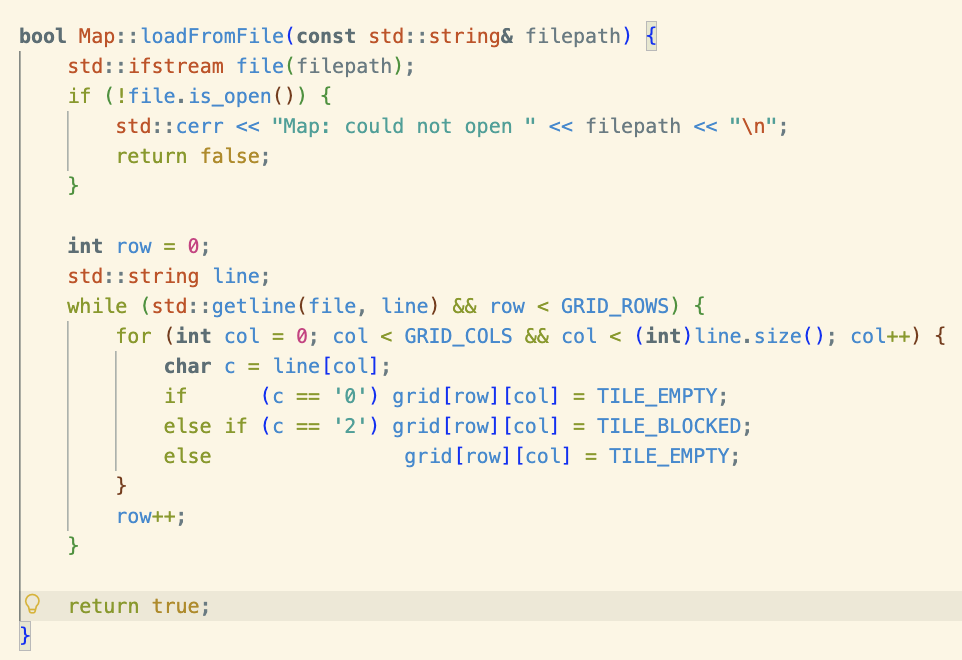 bool Map::loadFromFile(const std::string& filepath) {
    std::ifstream file(filepath);
    if (!file.is_open()) {
        std::cerr << "Map: could not open " << filepath << "\n";
        return false;
    }

    int row = 0;
    std::string line;
    while (std::getline(file, line) && row < GRID_ROWS) {
        for (int col = 0; col < GRID_COLS && col < (int)line.size(); col++) {
            char c = line[col];
            if      (c == '0') grid[row][col] = TILE_EMPTY;
            else if (c == '2') grid[row][col] = TILE_BLOCKED;
            else                grid[row][col] = TILE_EMPTY;
        }
        row++;
    }

    return true;
}